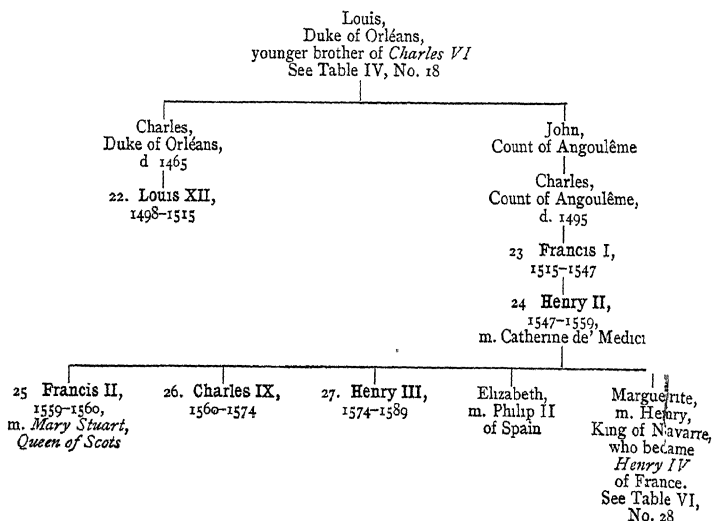 Louis,
Duke of Orléans,
younger brother of Charles VI
See Table IV, No. 18
Charles,
Duke of Orléans,
d 1465
22. Louis XII,
1498–1515
John,
Count of Angoulême
Charles,
Count of Angoulême,
d. 1495
23 Francis I,
1515–1547
24 Henry II,
1547–1559,
m. Catherine de' Medici
25 Francis II,
1559–1560,
m. Mary Stuart,
Queen of Scots
26. Charles IX,
1560–1574
27. Henry III,
1574–1589
Elizabeth,
m. Philip II
of Spain
Marguerite,
m. Henry,
King of Navarre,
who became
Henry IV
of France.
See Table VI,
No. 28